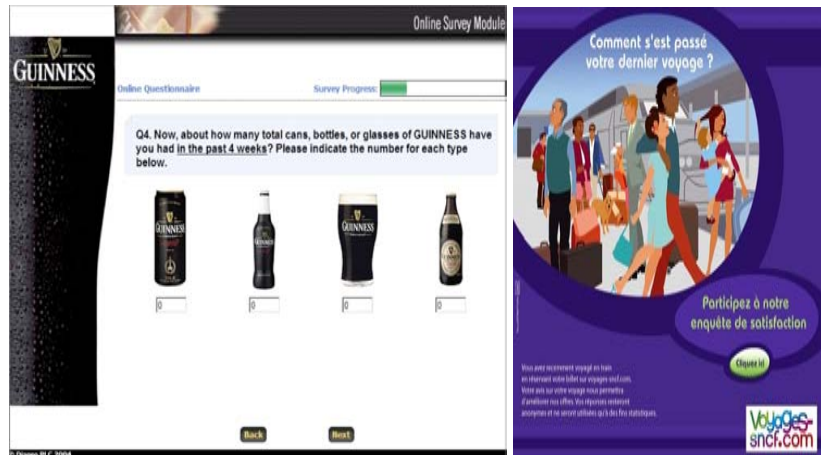 Online Survey Module
GUINNESS
Online Questionnaire
Survey Progress:
Q4. Now, about how many total cans, bottles, or glasses of GUINNESS have
you had in the past 4 weeks? Please indicate the number for each type
below.
GUINNESS
GUINNESS
GUINNESS
0
0
0
0
Back
Next
© Diageo PLC 2004
Comment s'est passé
votre dernier voyage ?
Participez à notre
enquête de satisfaction
Cliquez ici
Vous avez récemment voyagé en train
en réservant votre billet sur voyages-sncf.com.
Votre avis sur votre voyage nous permettra
d'améliorer nos offres. Vos réponses resteront
anonymes et ne seront utilisées qu'à des fins statistiques.
Voyages-
sncf.com